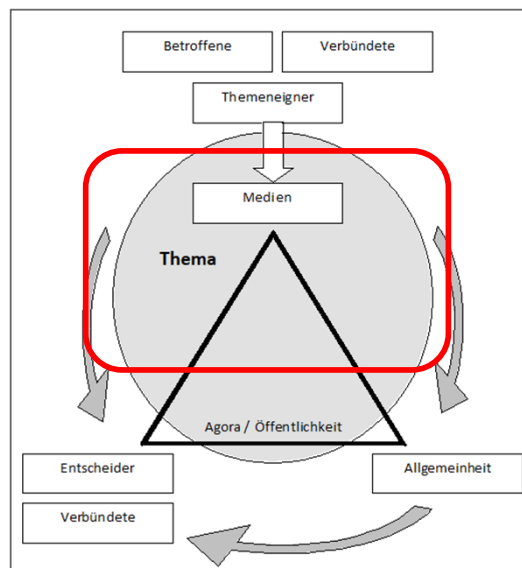 Betroffene
Verbündete
Themeneigner
Medien
Thema
Agora / Öffentlichkeit
Entscheider
Allgemeinheit
Verbündete